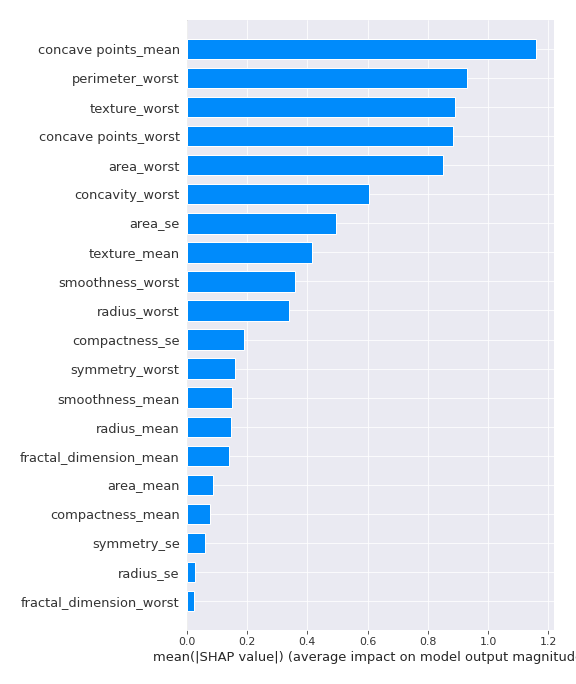 concave points_mean
perimeter_worst
texture_worst
concave points_worst
area_worst
concavity_worst
area_se
texture_mean
smoothness_worst
radius_worst
compactness_se
symmetry_worst
smoothness_mean
radius_mean
fractal_dimension_mean
area_mean
compactness_mean
symmetry_se
radius_se
fractal_dimension_worst
0.0 0.2 0.4 0.6 0.8 1.0 1.2
mean(|SHAP value|) (average impact on model output magnitud